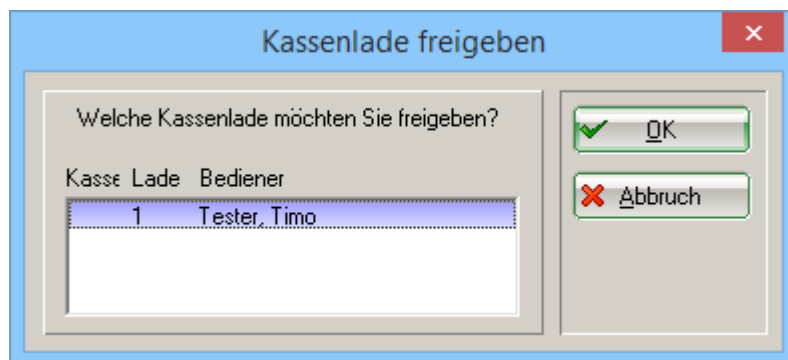 Kassenlade freigeben
Welche Kassenlade möchten Sie freigeben?
Kasse Lade Bediener
1 Tester, Timo
OK
Abbruch